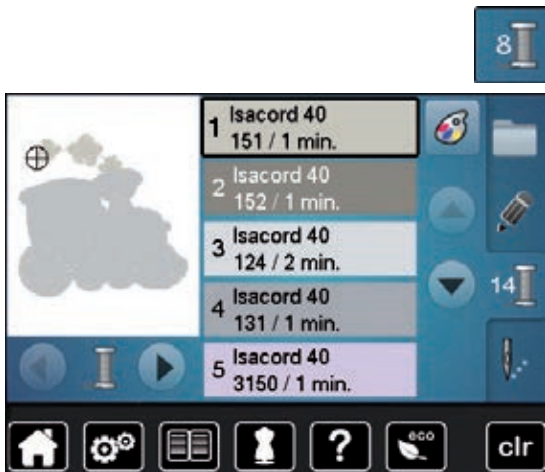 8
1 Isacord 40
151 / 1 min.
2 Isacord 40
152 / 1 min.
3 Isacord 40
124 / 2 min.
14
4 Isacord 40
131 / 1 min.
5 Isacord 40
3150 / 1 min.
?
eco
clr